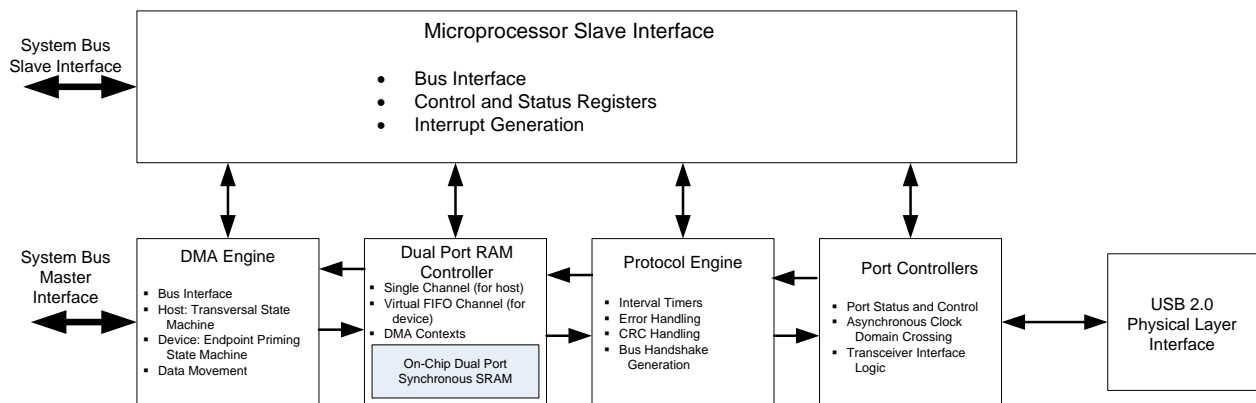 Microprocessor Slave Interface
• Bus Interface
• Control and Status Registers
• Interrupt Generation
System Bus
Slave Interface
System Bus
Master
Interface
DMA Engine
▪ Bus Interface
▪ Host: Transversal State
Machine
▪ Device: Endpoint Priming
State Machine
▪ Data Movement
Dual Port RAM
Controller
▪ Single Channel (for host)
▪ Virtual FIFO Channel (for
device)
▪ DMA Contexts
On-Chip Dual Port
Synchronous SRAM
Protocol Engine
▪ Interval Timers
▪ Error Handling
▪ CRC Handling
▪ Bus Handshake
Generation
Port Controllers
▪ Port Status and Control
▪ Asynchronous Clock
Domain Crossing
▪ Transceiver Interface
Logic
USB 2.0
Physical Layer
Interface